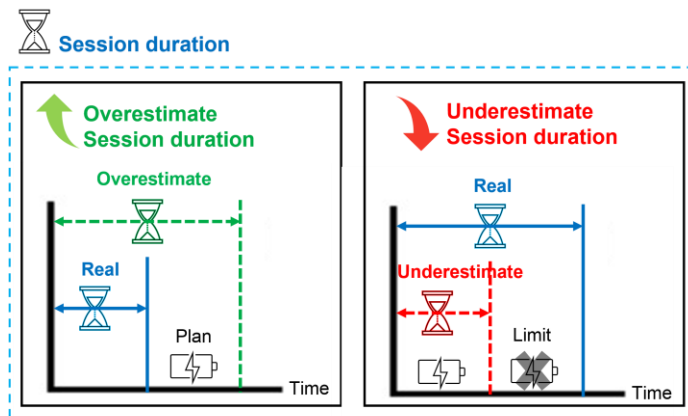 Session duration
Overestimate
Session duration
Overestimate
Real
Plan
Time
Underestimate
Session duration
Real
Underestimate
Limit
Time